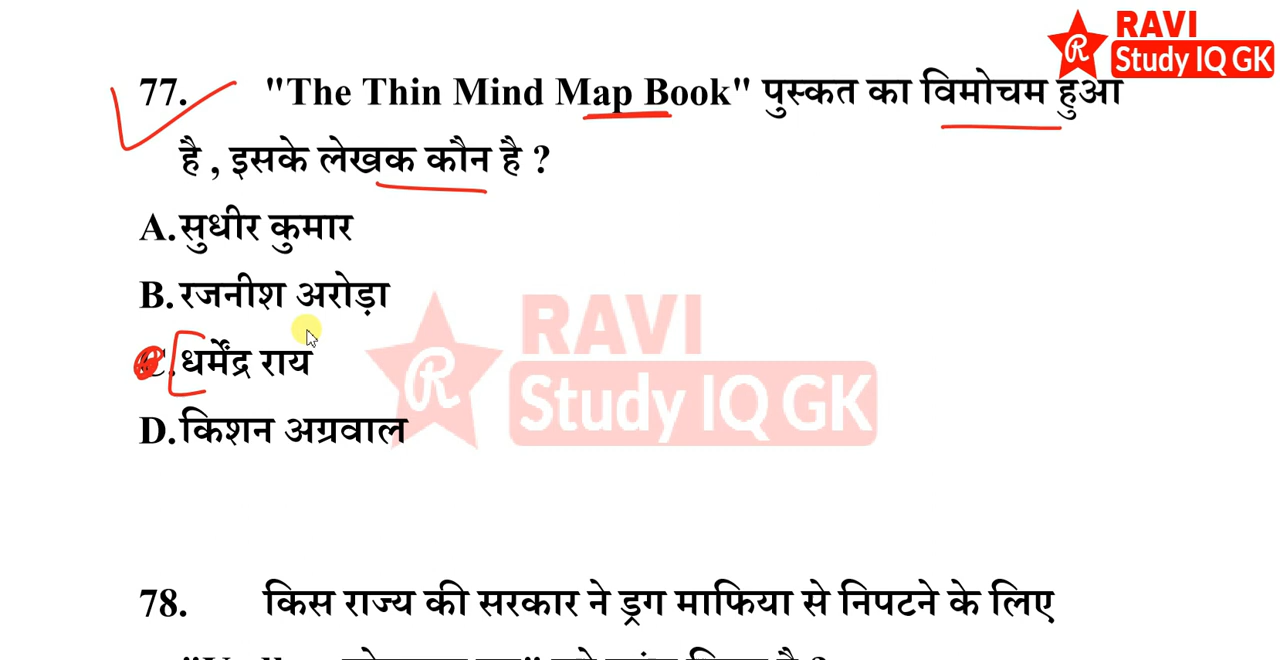 RAVI
Study IQ GK
77. "The Thin Mind Map Book" पुस्कत का विमोचम हुआ
है , इसके लेखक कौन है ?
A. सुधीर कुमार
B. रजनीश अरोड़ा
C. धर्मेंद्र राय
D. किशन अग्रवाल
RAVI
Study IQ GK
78. किस राज्य की सरकार ने ड्रग माफिया से निपटने के लिए